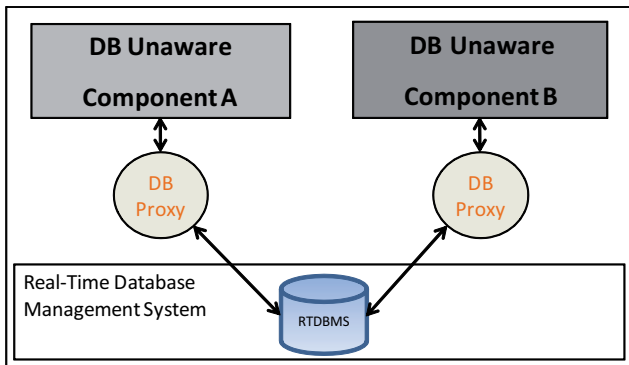 DB Unaware
Component A
DB Unaware
Component B
DB
Proxy
DB
Proxy
Real-Time Database
Management System
RTDBMS